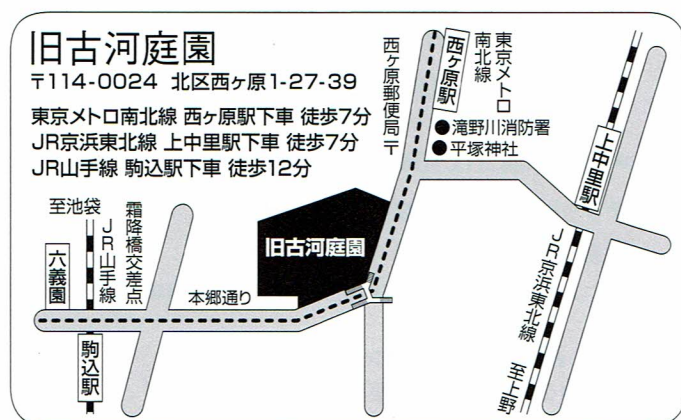 旧古河庭園
〒114-0024 北区西ヶ原1-27-39
東京メトロ南北線 西ヶ原駅下車 徒歩7分
JR京浜東北線 上中里駅下車 徒歩7分
JR山手線 駒込駅下車 徒歩12分
西ヶ原郵便局〒
西ヶ原駅
東京メトロ
南北線
●滝野川消防署
●平塚神社
上中里駅
JR京浜東北線
至上野
旧古河庭園
至池袋
JR山手線
霜降橋交差点
六義園
本郷通り
駒込駅